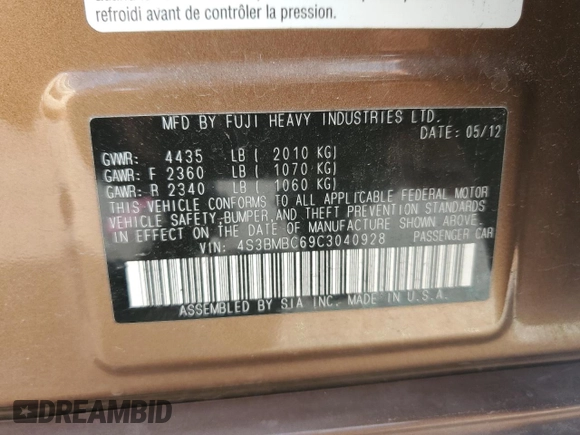 refroidi avant de contrôler la pression.
MFD BY FUJI HEAVY INDUSTRIES LTD.
DATE: 05/12
GVWR: 4435 LB ( 2010 KG)
GAWR: F 2360 LB ( 1070 KG)
GAWR: R 2340 LB ( 1060 KG)
THIS VEHICLE CONFORMS TO ALL APPLICABLE FEDERAL MOTOR
VEHICLE SAFETY,BUMPER,AND THEFT PREVENTION STANDARDS
IN EFFECT ON THE DATE OF MANUFACTURE SHOWN ABOVE.
VIN: 4S3BMBC69C3040928 PASSENGER CAR
ASSEMBLED BY SIA INC. MADE IN U.S.A.
DREAMBID